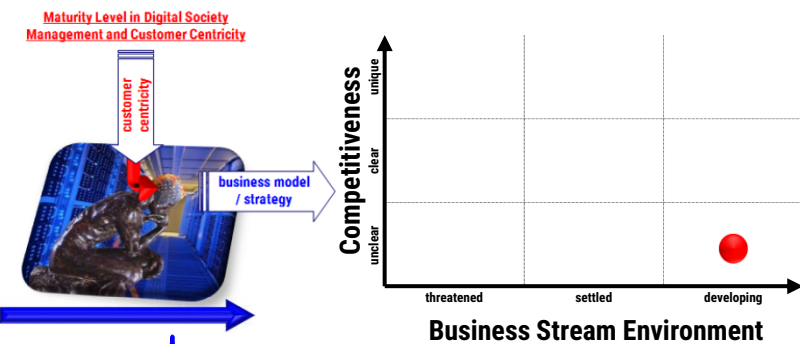 Maturity Level in Digital Society
Management and Customer Centricity
customer
centricity
business model
/ strategy
Competitiveness
unique
clear
unclear
threatened
settled
developing
Business Stream Environment